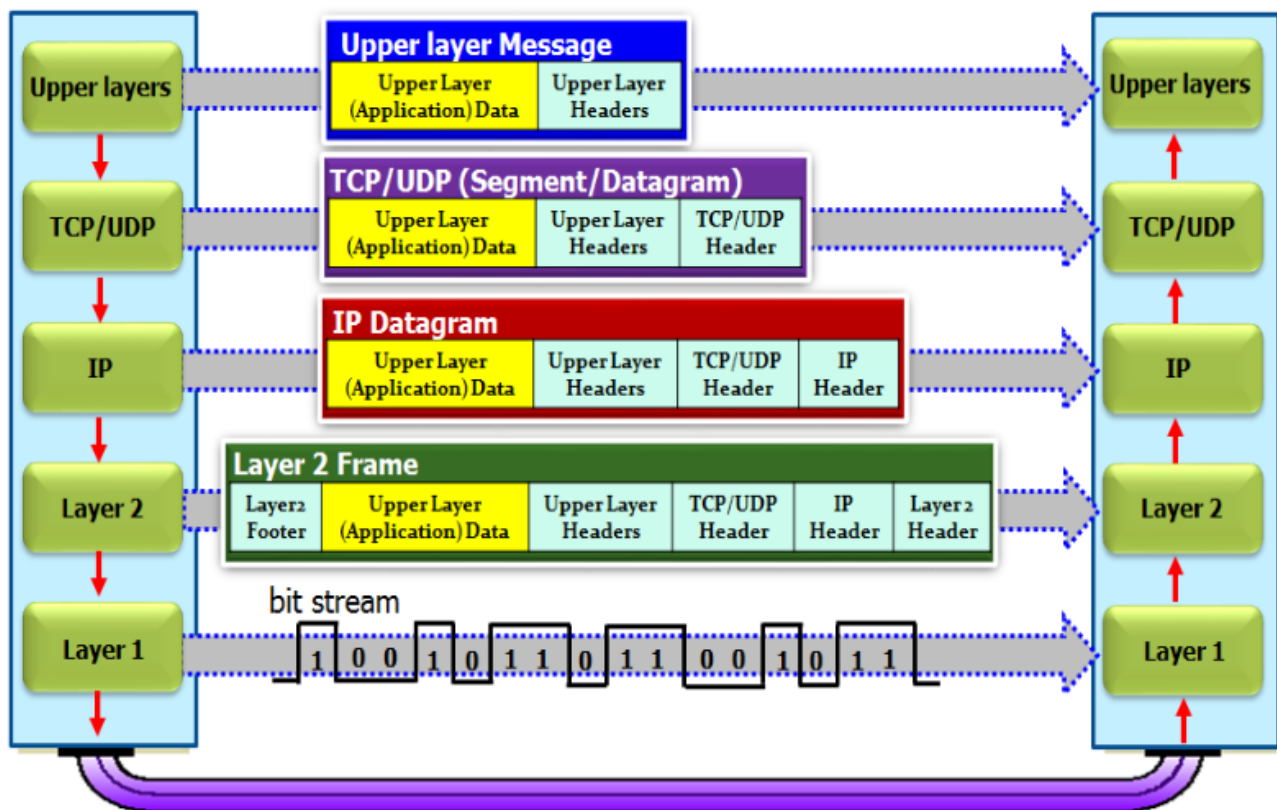 Upper layers
Upper layer Message
Upper Layer (Application) Data
Upper Layer Headers
Upper layers
TCP/UDP
TCP/UDP (Segment/Datagram)
Upper Layer (Application) Data
Upper Layer Headers
TCP/UDP Header
TCP/UDP
IP
IP Datagram
Upper Layer (Application) Data
Upper Layer Headers
TCP/UDP Header
IP Header
IP
Layer 2
Layer 2 Frame
Layer2 Footer
Upper Layer (Application) Data
Upper Layer Headers
TCP/UDP Header
IP Header
Layer 2 Header
Layer 2
Layer 1
bit stream
1 0 0 1 0 1 1 0 1 1 0 0 1 0 1 1
Layer 1